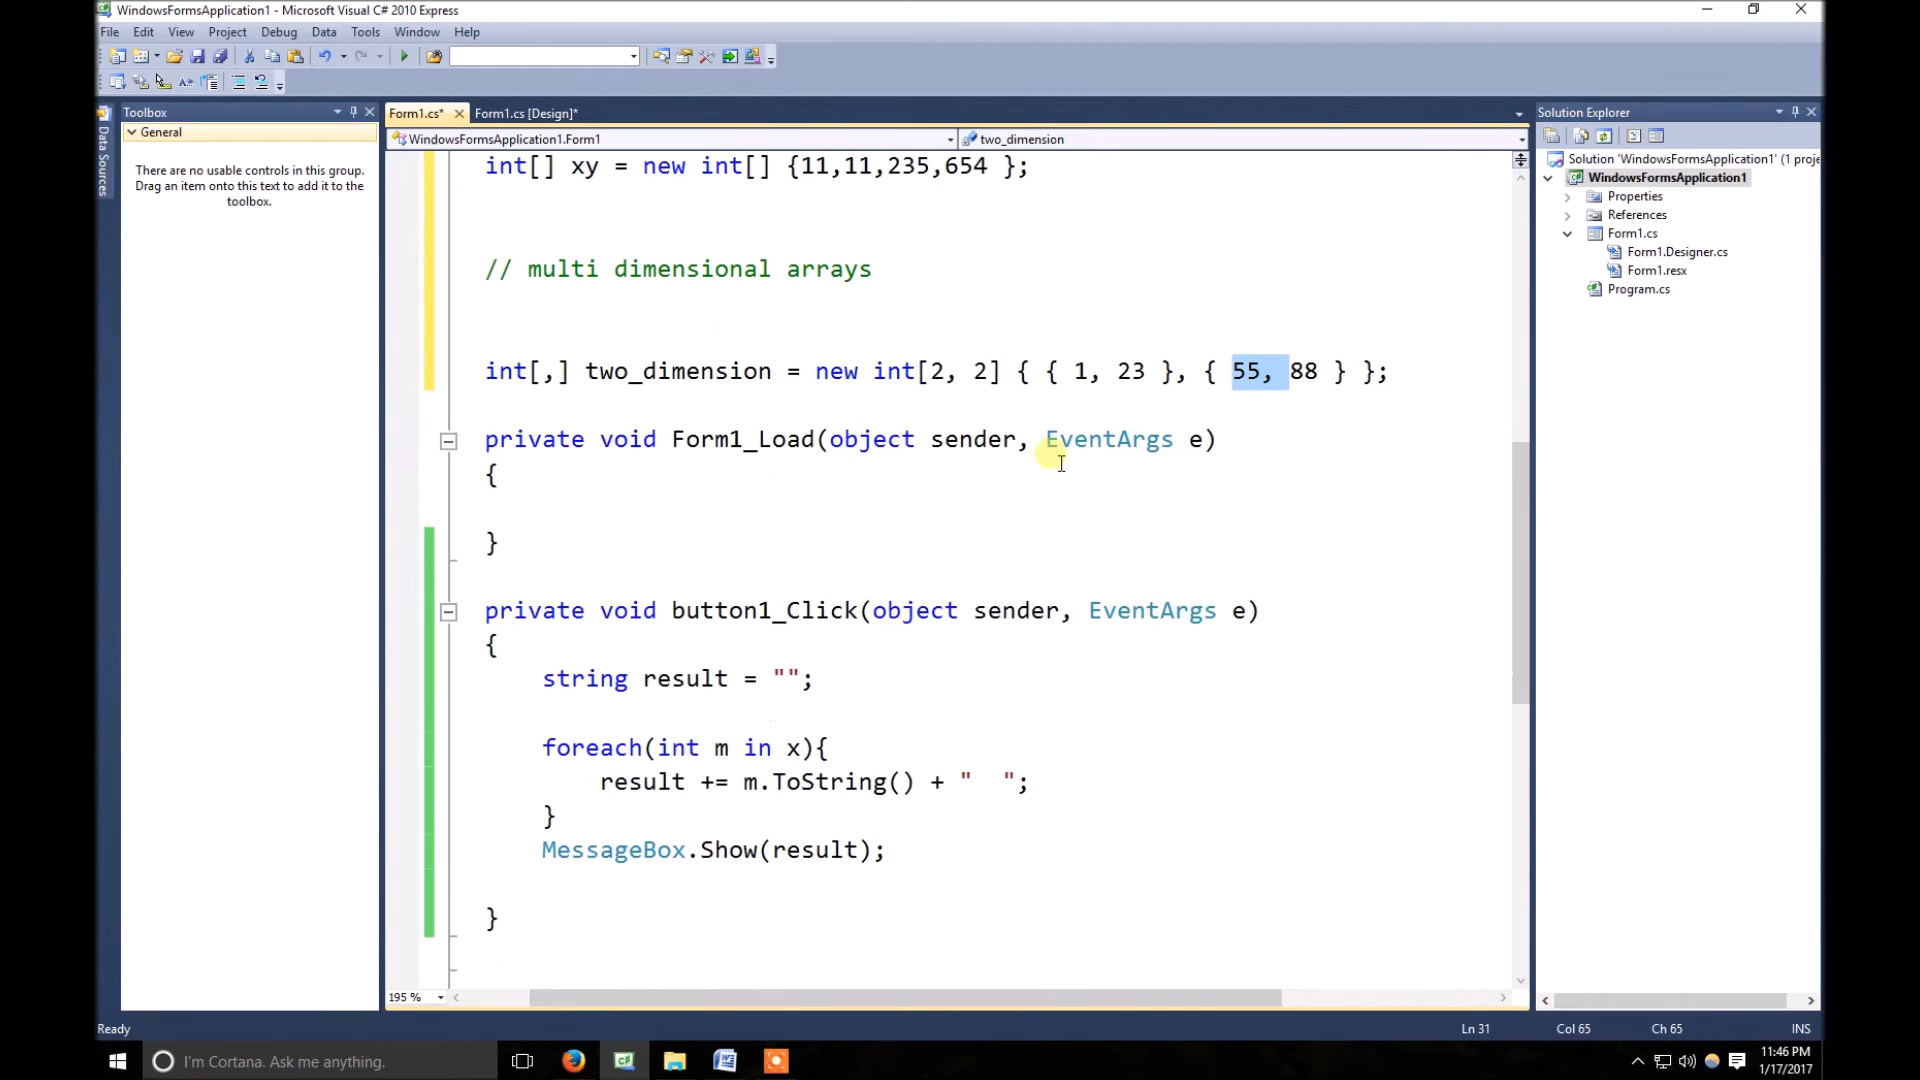 WindowsFormsApplication1 - Microsoft Visual C# 2010 Express
File Edit View Project Debug Data Tools Window Help
Data Sources
Toolbox
General
There are no usable controls in this group.
Drag an item onto this text to add it to the
toolbox.
Form1.cs* Form1.cs [Design]*
WindowsFormsApplication1.Form1 two_dimension
int[] xy = new int[] {11,11,235,654 };
// multi dimensional arrays
int[,] two_dimension = new int[2, 2] { { 1, 23 }, { 55, 88 } };
private void Form1_Load(object sender, EventArgs e)
{
}
private void button1_Click(object sender, EventArgs e)
{
string result = "";
foreach(int m in x){
result += m.ToString() + "  ";
}
MessageBox.Show(result);
}
195 %
Solution Explorer
Solution 'WindowsFormsApplication1' (1 proje
WindowsFormsApplication1
Properties
References
Form1.cs
Form1.Designer.cs
Form1.resx
Program.cs
Ready Ln 31 Col 65 Ch 65 INS
I'm Cortana. Ask me anything.
11:46 PM
1/17/2017